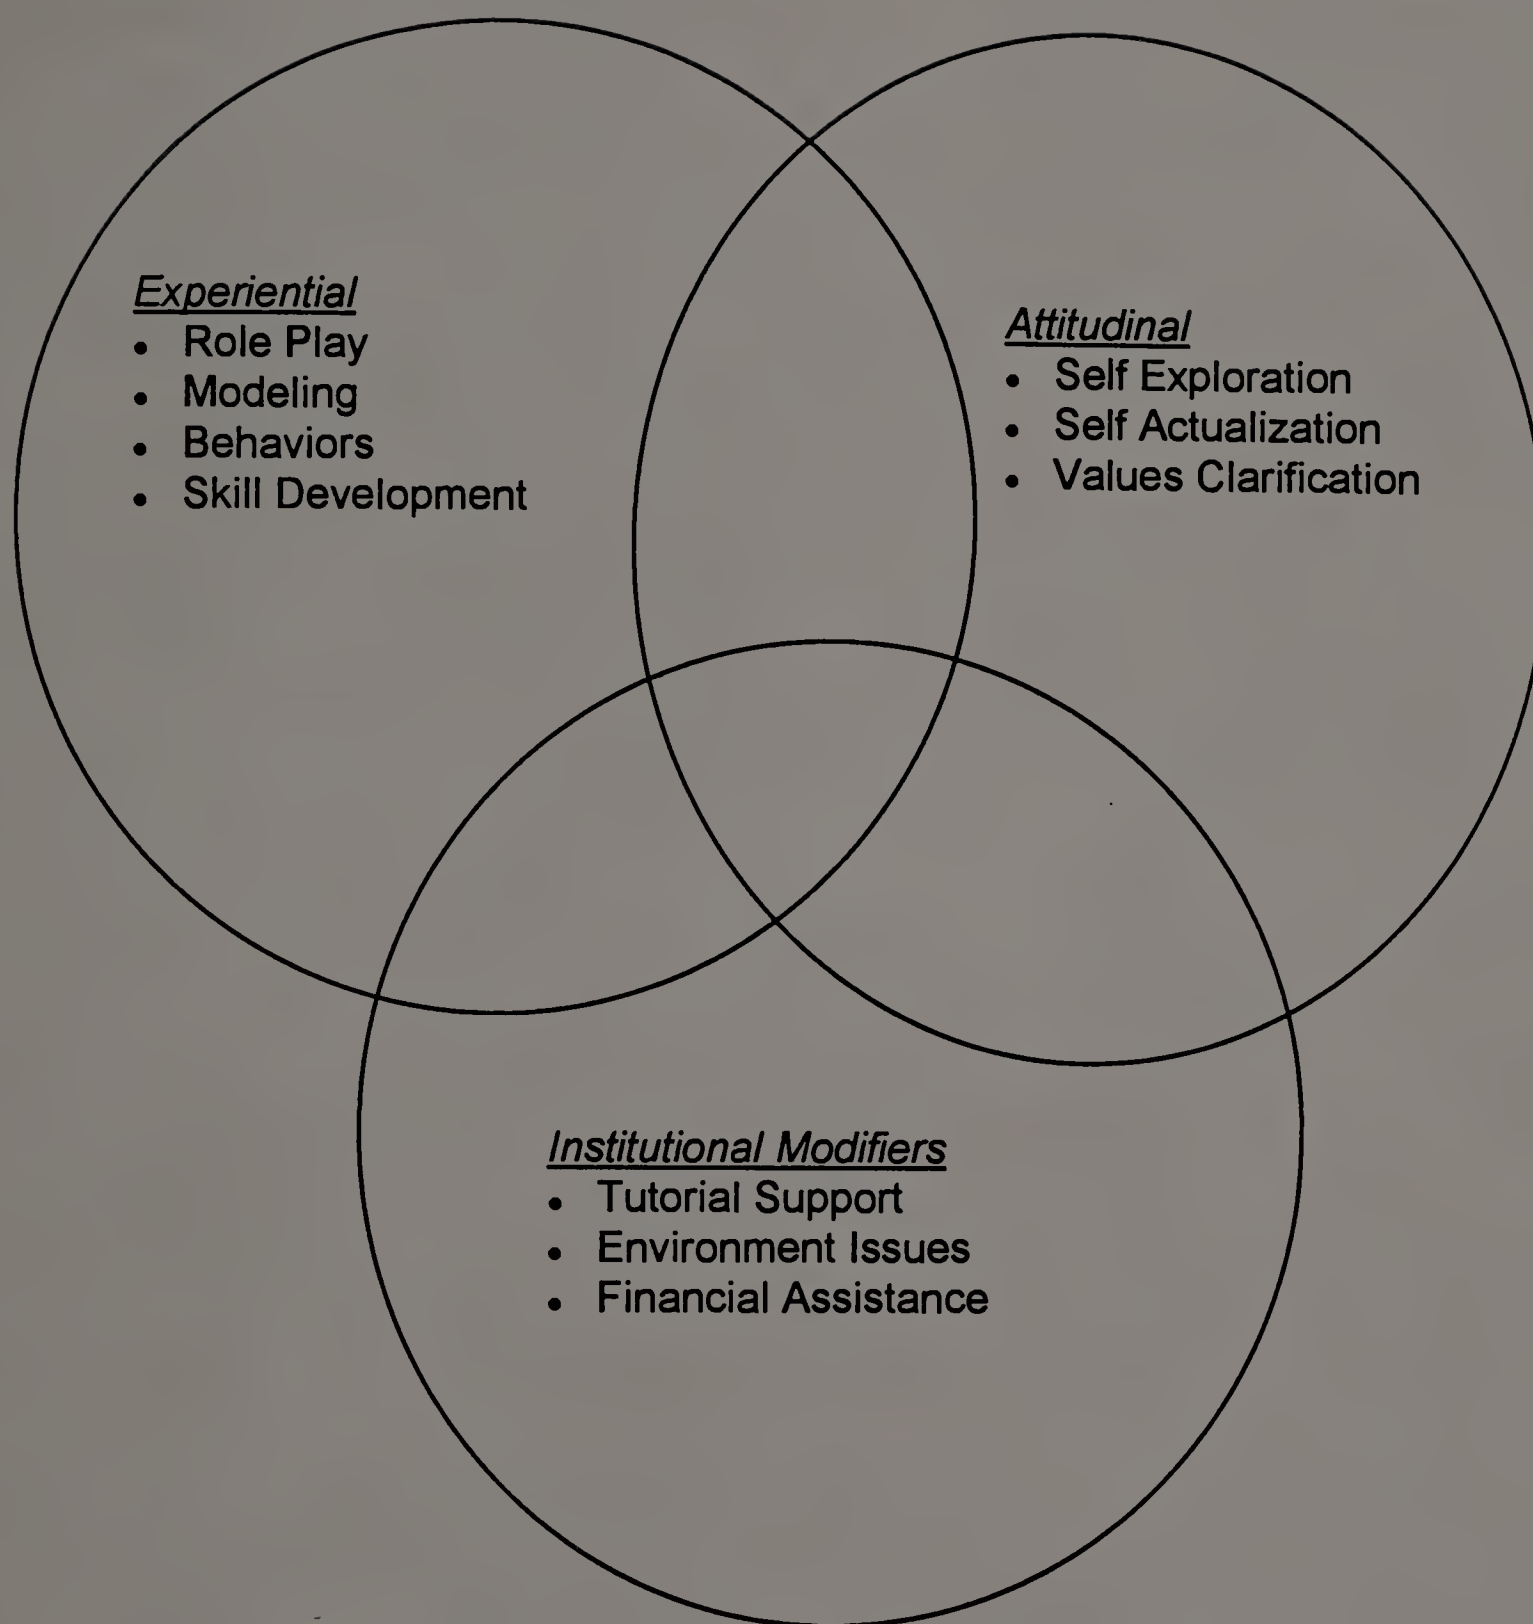 Experiential
• Role Play
• Modeling
• Behaviors
• Skill Development
Attitudinal
• Self Exploration
• Self Actualization
• Values Clarification
Institutional Modifiers
• Tutorial Support
• Environment Issues
• Financial Assistance